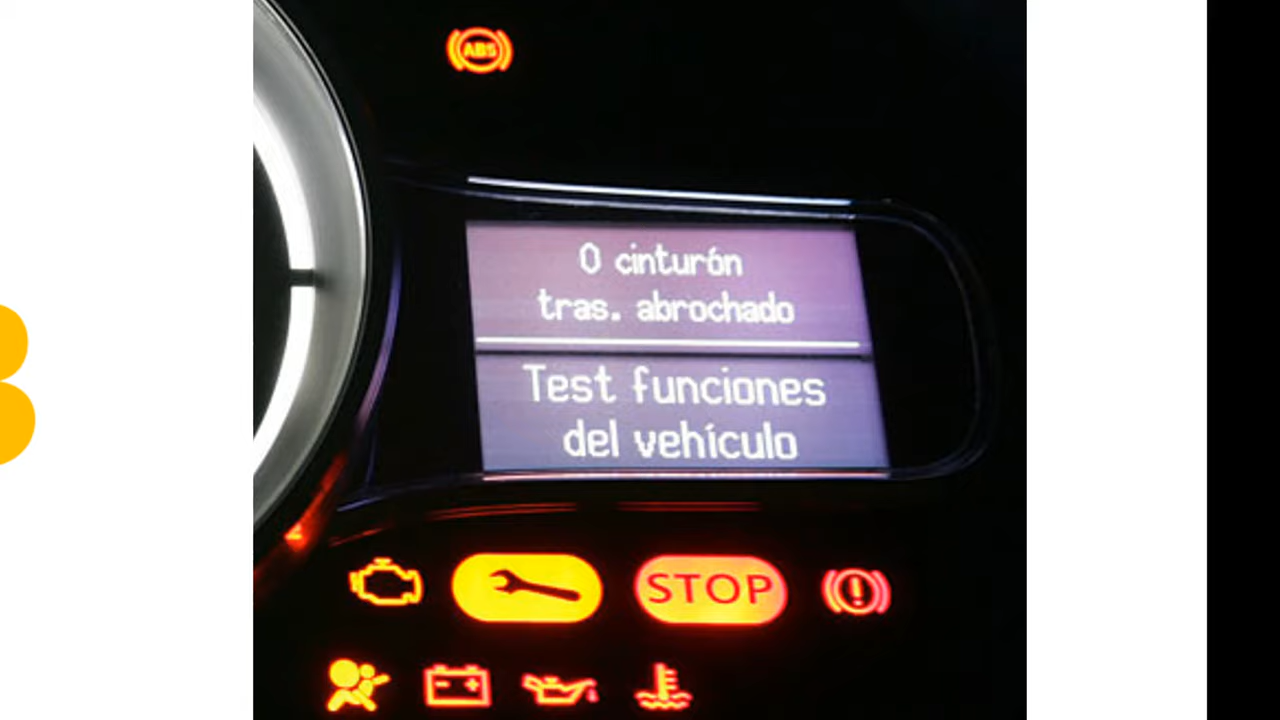 ABS
0 cinturón
tras. abrochado
Test funciones
del vehículo
STOP